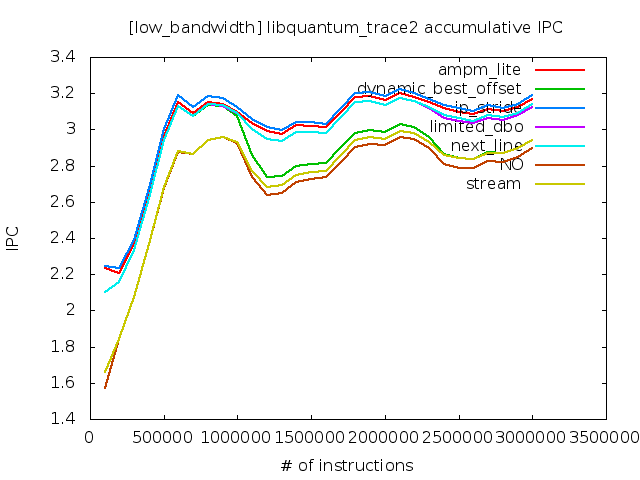 [low_bandwidth] libquantum_trace2 accumulative IPC
3.4
3.2
3
2.8
2.6
2.4
2.2
2
1.8
1.6
1.4
IPC
ampm_lite
dynamic_best_offset
ip_stride
limited_dbo
next_line
NO
stream
0 500000 1000000 1500000 2000000 2500000 3000000 3500000
# of instructions